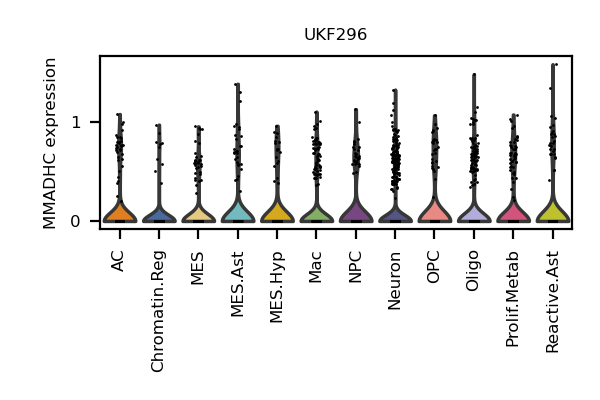 UKF296
MMADHC expression
1
0
AC
Chromatin.Reg
MES
MES.Ast
MES.Hyp
Mac
NPC
Neuron
OPC
Oligo
Prolif.Metab
Reactive.Ast